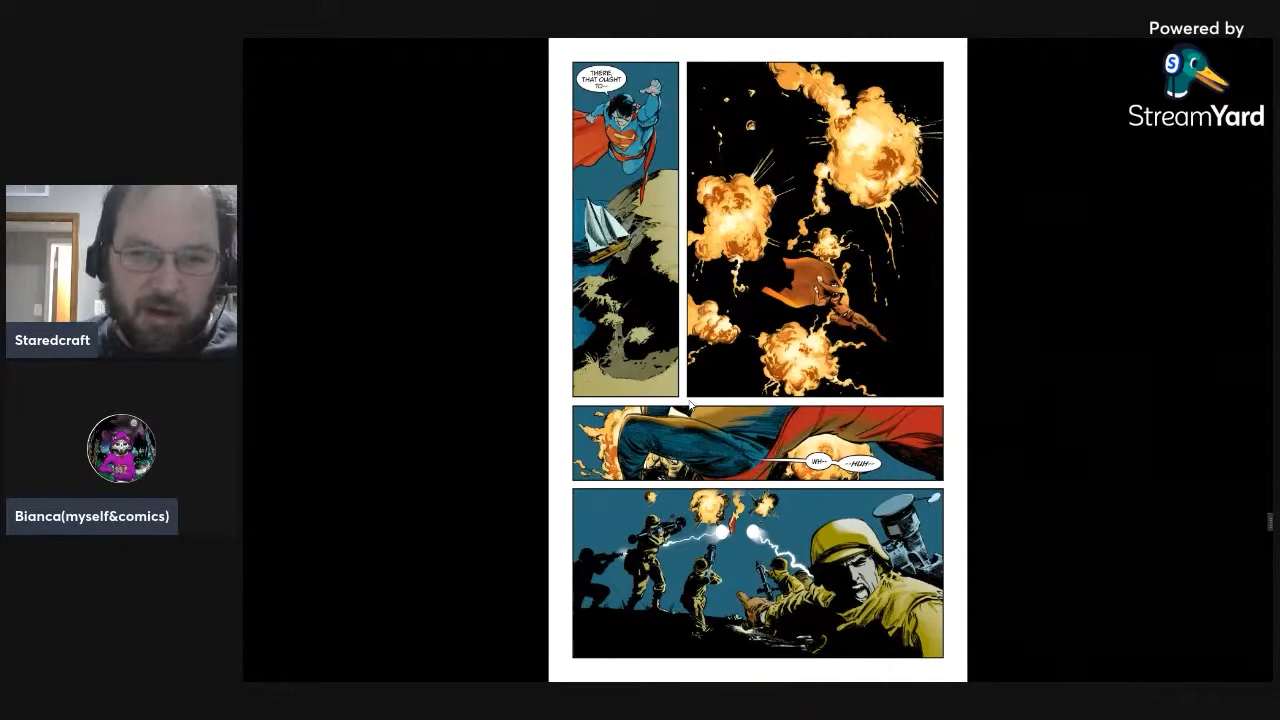 Powered by
StreamYard
THERE,
THAT OUGHT
TO--
WH--
--HUH--
Staredcraft
Bianca(myself&comics)